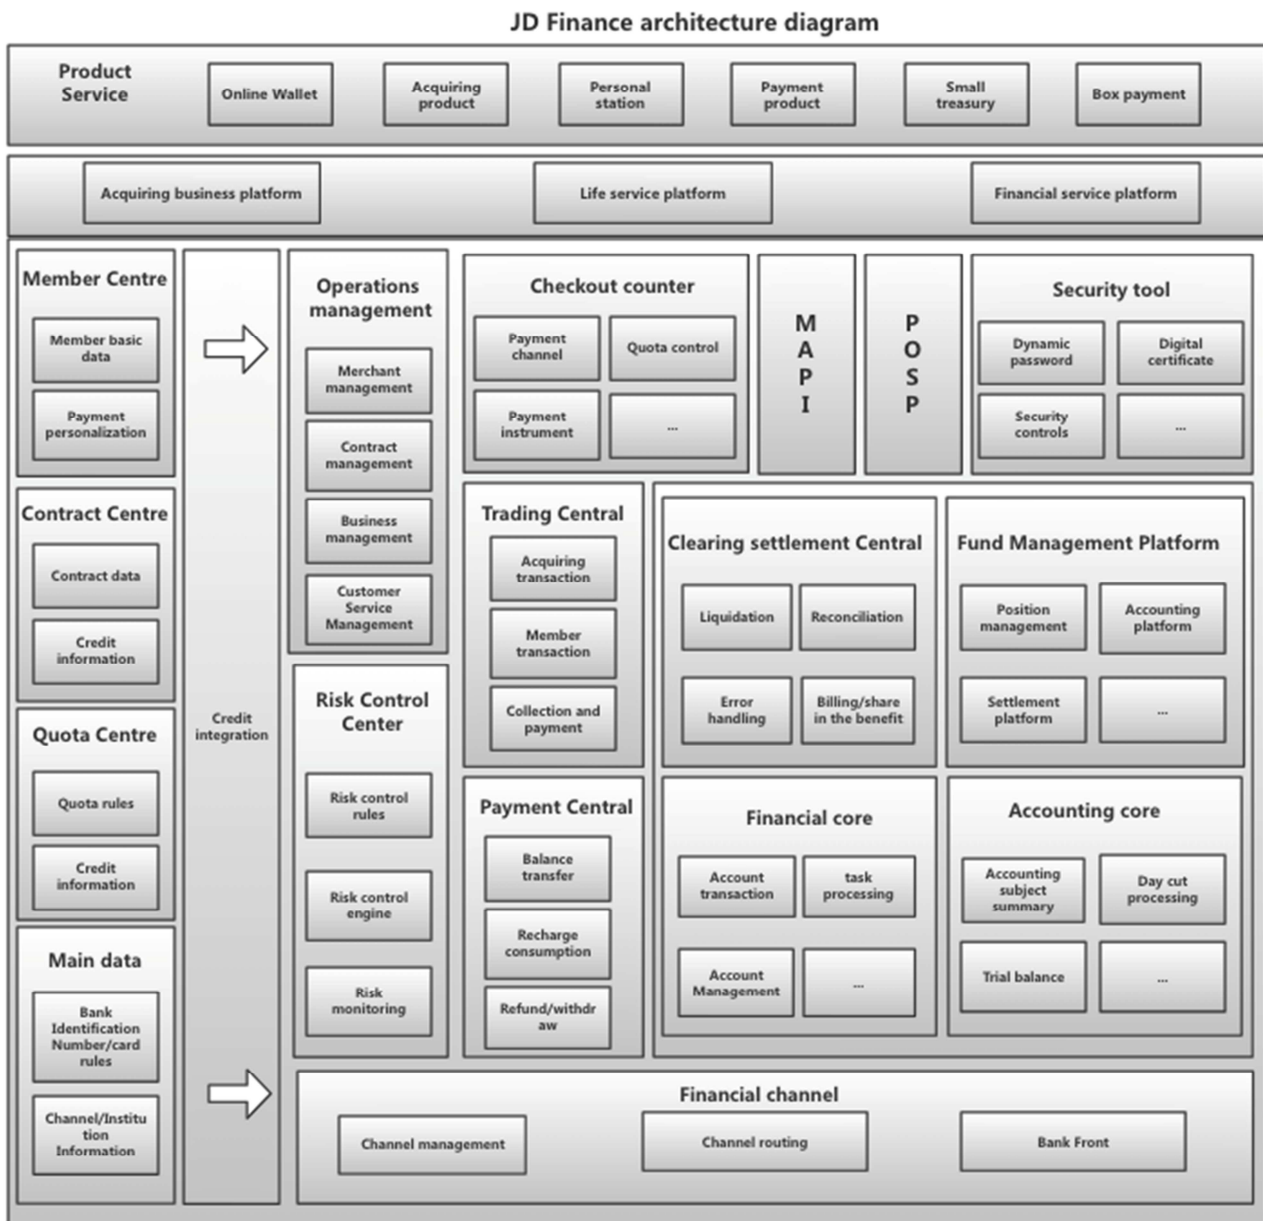 JD Finance architecture diagram
Product
Service
Online Wallet
Acquiring
product
Personal
station
Payment
product
Small
treasury
Box payment
Acquiring business platform
Life service platform
Financial service platform
Member Centre
Member basic
data
Payment
personalization
Contract Centre
Contract data
Credit
information
Quota Centre
Quota rules
Credit
information
Main data
Bank
Identification
Number/card
rules
Channel/Institu
tion
Information
Credit
integration
Operations
management
Merchant
management
Contract
management
Business
management
Customer
Service
Management
Risk Control
Center
Risk control
rules
Risk control
engine
Risk
monitoring
Checkout counter
Payment
channel
Quota control
Payment
instrument
...
M
A
P
I
P
O
S
P
Security tool
Dynamic
password
Digital
certificate
Security
controls
...
Trading Central
Acquiring
transaction
Member
transaction
Collection and
payment
Clearing settlement Central
Liquidation
Reconciliation
Error
handling
Billing/share
in the benefit
Fund Management Platform
Position
management
Accounting
platform
Settlement
platform
...
Payment Central
Balance
transfer
Recharge
consumption
Refund/withdr
aw
Financial core
Account
transaction
task
processing
Account
Management
...
Accounting core
Accounting
subject
summary
Day cut
processing
Trial balance
...
Financial channel
Channel management
Channel routing
Bank Front